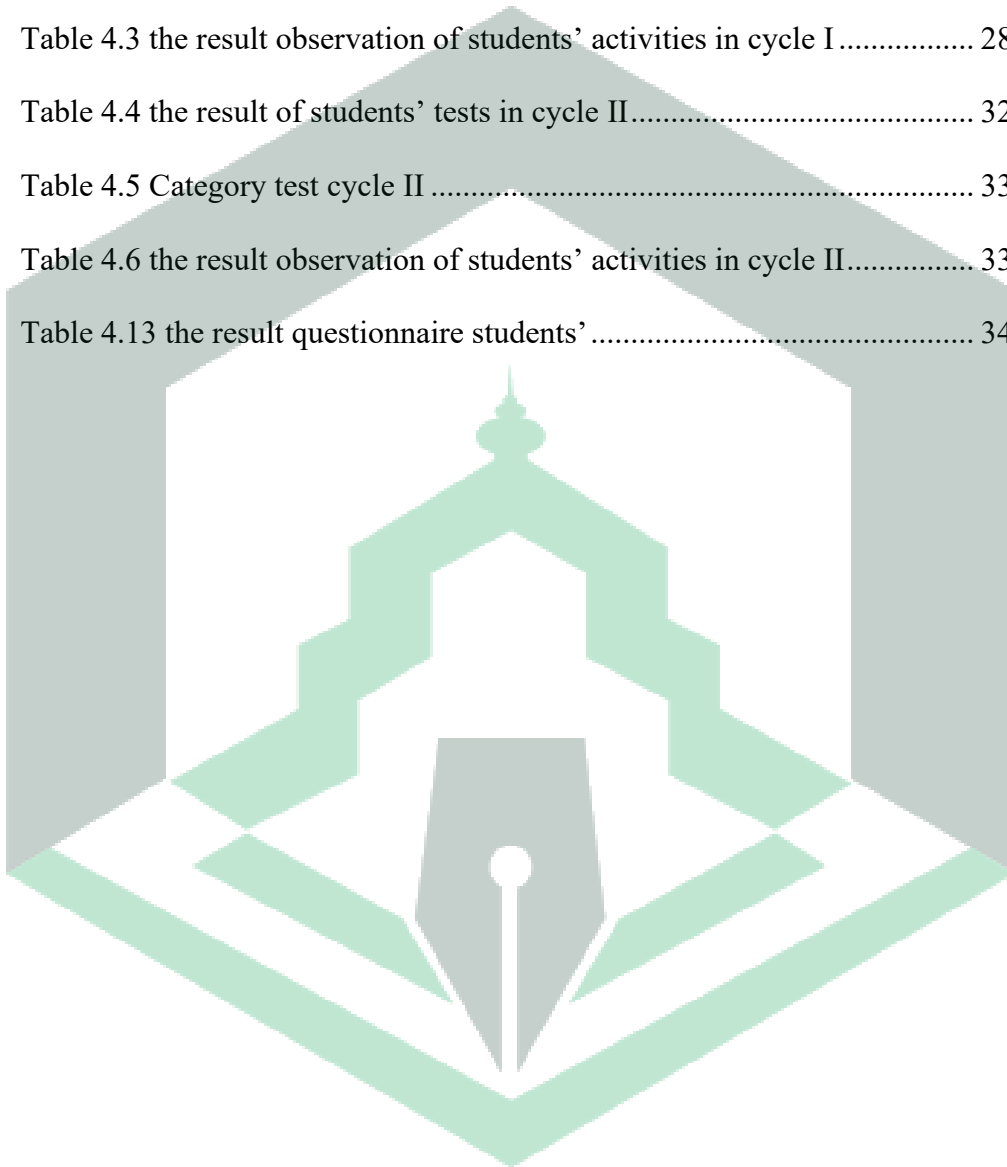 Table 4.3 the result observation of students’ activities in cycle I................ 28
Table 4.4 the result of students’ tests in cycle II........................................ 32
Table 4.5 Category test cycle II ................................................................ 33
Table 4.6 the result observation of students’ activities in cycle II............... 33
Table 4.13 the result questionnaire students’ ............................................. 34